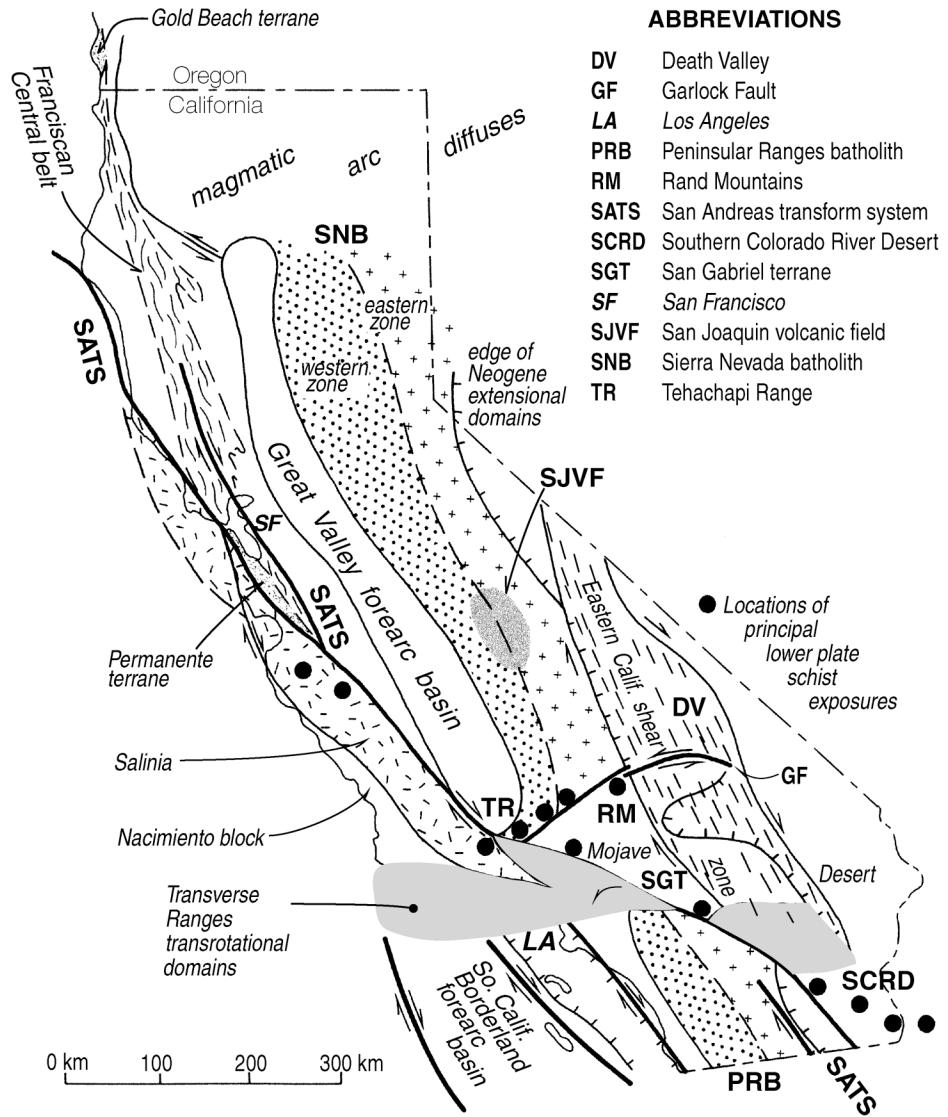 Gold Beach terrane
ABBREVIATIONS
DV Death Valley
GF Garlock Fault
LA Los Angeles
PRB Peninsular Ranges batholith
RM Rand Mountains
SATS San Andreas transform system
SCRD Southern Colorado River Desert
SGT San Gabriel terrane
SF San Francisco
SJVF San Joaquin volcanic field
SNB Sierra Nevada batholith
TR Tehachapi Range
Oregon
California
Franciscan
Central belt
magmatic arc diffuses
SNB
eastern
zone
western
zone
SATS
edge of
Neogene
extensional
domains
SJVF
Great Valley forearc basin
SF
SATS
Eastern Calif. shear
zone
Locations of
principal
lower plate
schist
exposures
Permanente
terrane
DV
Salinia
GF
TR
RM
Nacimiento block
Mojave
Desert
SGT
Transverse
Ranges
transrotational
domains
LA
SCRD
So. Calif.
Borderland
forearc
basin
PRB
SATS
0 km 100 200 300 km